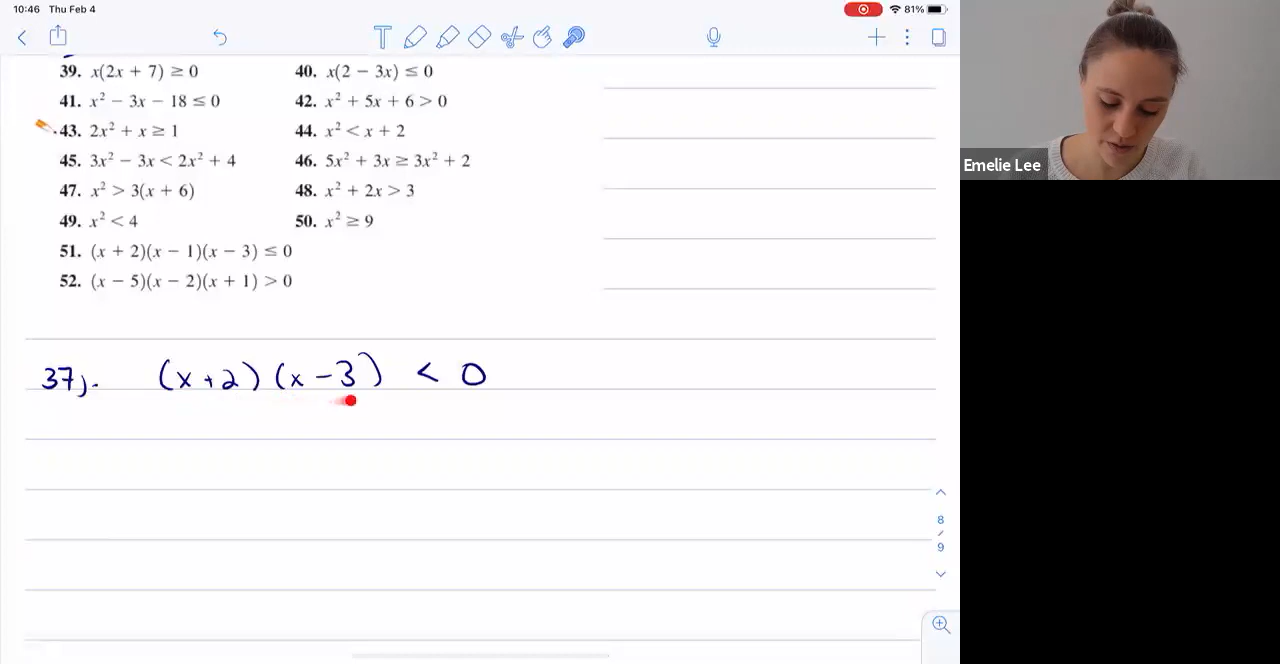 10:46 Thu Feb 4
81%
39. x(2x + 7) ≥ 0 40. x(2 − 3x) ≤ 0
41. x² − 3x − 18 ≤ 0 42. x² + 5x + 6 > 0
43. 2x² + x ≥ 1 44. x² < x + 2
45. 3x² − 3x < 2x² + 4 46. 5x² + 3x ≥ 3x² + 2
47. x² > 3(x + 6) 48. x² + 2x > 3
49. x² < 4 50. x² ≥ 9
51. (x + 2)(x − 1)(x − 3) ≤ 0
52. (x − 5)(x − 2)(x + 1) > 0
37). (x+2) (x−3) < 0
8
/
9
Emelie Lee